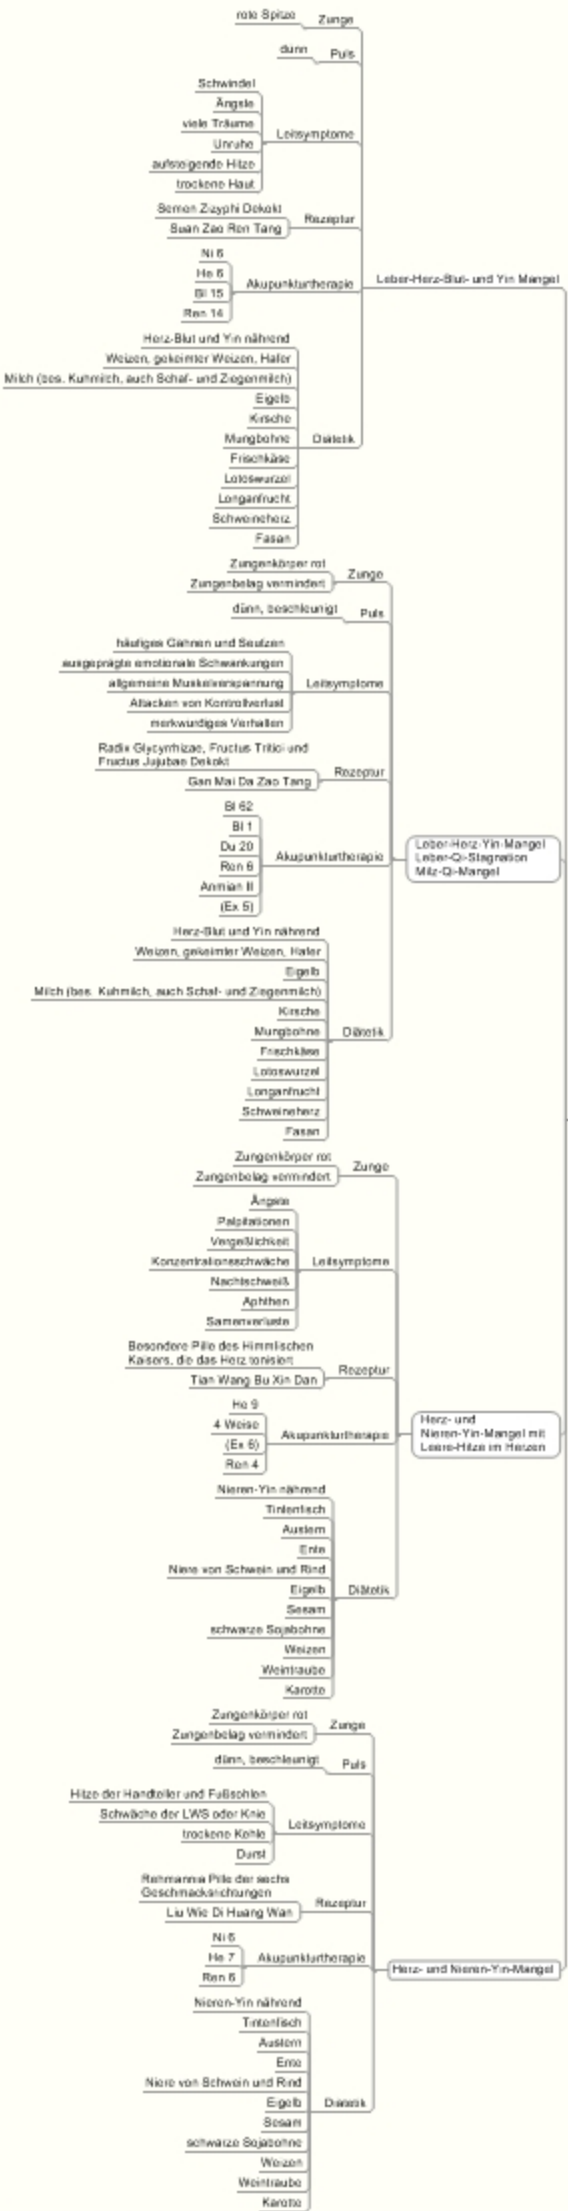 rote Spitze
Zunge
dünn
Puls
Schwindel
Ängste
viele Träume
Unruhe
aufsteigende Hitze
trockene Haut
Leitsymptome
Semen Zizyphi Dekokt
Suan Zao Ren Tang
Rezeptur
Ni 6
He 6
Bl 15
Ren 14
Akupunkturtherapie
Leber-Herz-Blut- und Yin Mangel
Herz-Blut und Yin nährend
Weizen, gekeimter Weizen, Hafer
Milch (bes. Kuhmilch, auch Schaf- und Ziegenmilch)
Eigelb
Kirsche
Mungbohne
Frischkäse
Lotoswurzel
Longanfrucht
Schweineherz
Fasan
Diätetik
Zungenkörper rot
Zungenbelag vermindert
Zunge
dünn, beschleunigt
Puls
häufiges Gähnen und Seufzen
ausgeprägte emotionale Schwankungen
allgemeine Muskelverspannung
Attacken von Kontrollverlust
merkwürdiges Verhalten
Leitsymptome
Radix Glycyrrhizae, Fructus Tritici und
Fructus Jujubae Dekokt
Gan Mai Da Zao Tang
Rezeptur
Bl 62
Bl 1
Du 20
Ren 6
Anmian II
(Ex 5)
Akupunkturtherapie
Leber-Herz-Yin-Mangel
Leber-Qi-Stagnation
Milz-Qi-Mangel
Herz-Blut und Yin nährend
Weizen, gekeimter Weizen, Hafer
Eigelb
Milch (bes. Kuhmilch, auch Schaf- und Ziegenmilch)
Kirsche
Mungbohne
Frischkäse
Lotoswurzel
Longanfrucht
Schweineherz
Fasan
Diätetik
Zungenkörper rot
Zungenbelag vermindert
Zunge
Ängste
Palpitationen
Vergeßlichkeit
Konzentrationsschwäche
Nachtschweiß
Aphthen
Samenverluste
Leitsymptome
Besondere Pille des Himmlischen
Kaisers, die das Herz tonisiert
Tian Wang Bu Xin Dan
Rezeptur
He 9
4 Weise
(Ex 6)
Ren 4
Akupunkturtherapie
Herz- und
Nieren-Yin-Mangel mit
Leere-Hitze im Herzen
Nieren-Yin nährend
Tintenfisch
Austern
Ente
Niere von Schwein und Rind
Eigelb
Sesam
schwarze Sojabohne
Weizen
Weintraube
Karotte
Diätetik
Zungenkörper rot
Zungenbelag vermindert
Zunge
dünn, beschleunigt
Puls
Hitze der Handteller und Fußsohlen
Schwäche der LWS oder Knie
trockene Kehle
Durst
Leitsymptome
Rehmannia Pille der sechs
Geschmacksrichtungen
Liu Wie Di Huang Wan
Rezeptur
Ni 6
He 7
Ren 6
Akupunkturtherapie
Herz- und Nieren-Yin-Mangel
Nieren-Yin nährend
Tintenfisch
Austern
Ente
Niere von Schwein und Rind
Eigelb
Sesam
schwarze Sojabohne
Weizen
Weintraube
Karotte
Diätetik